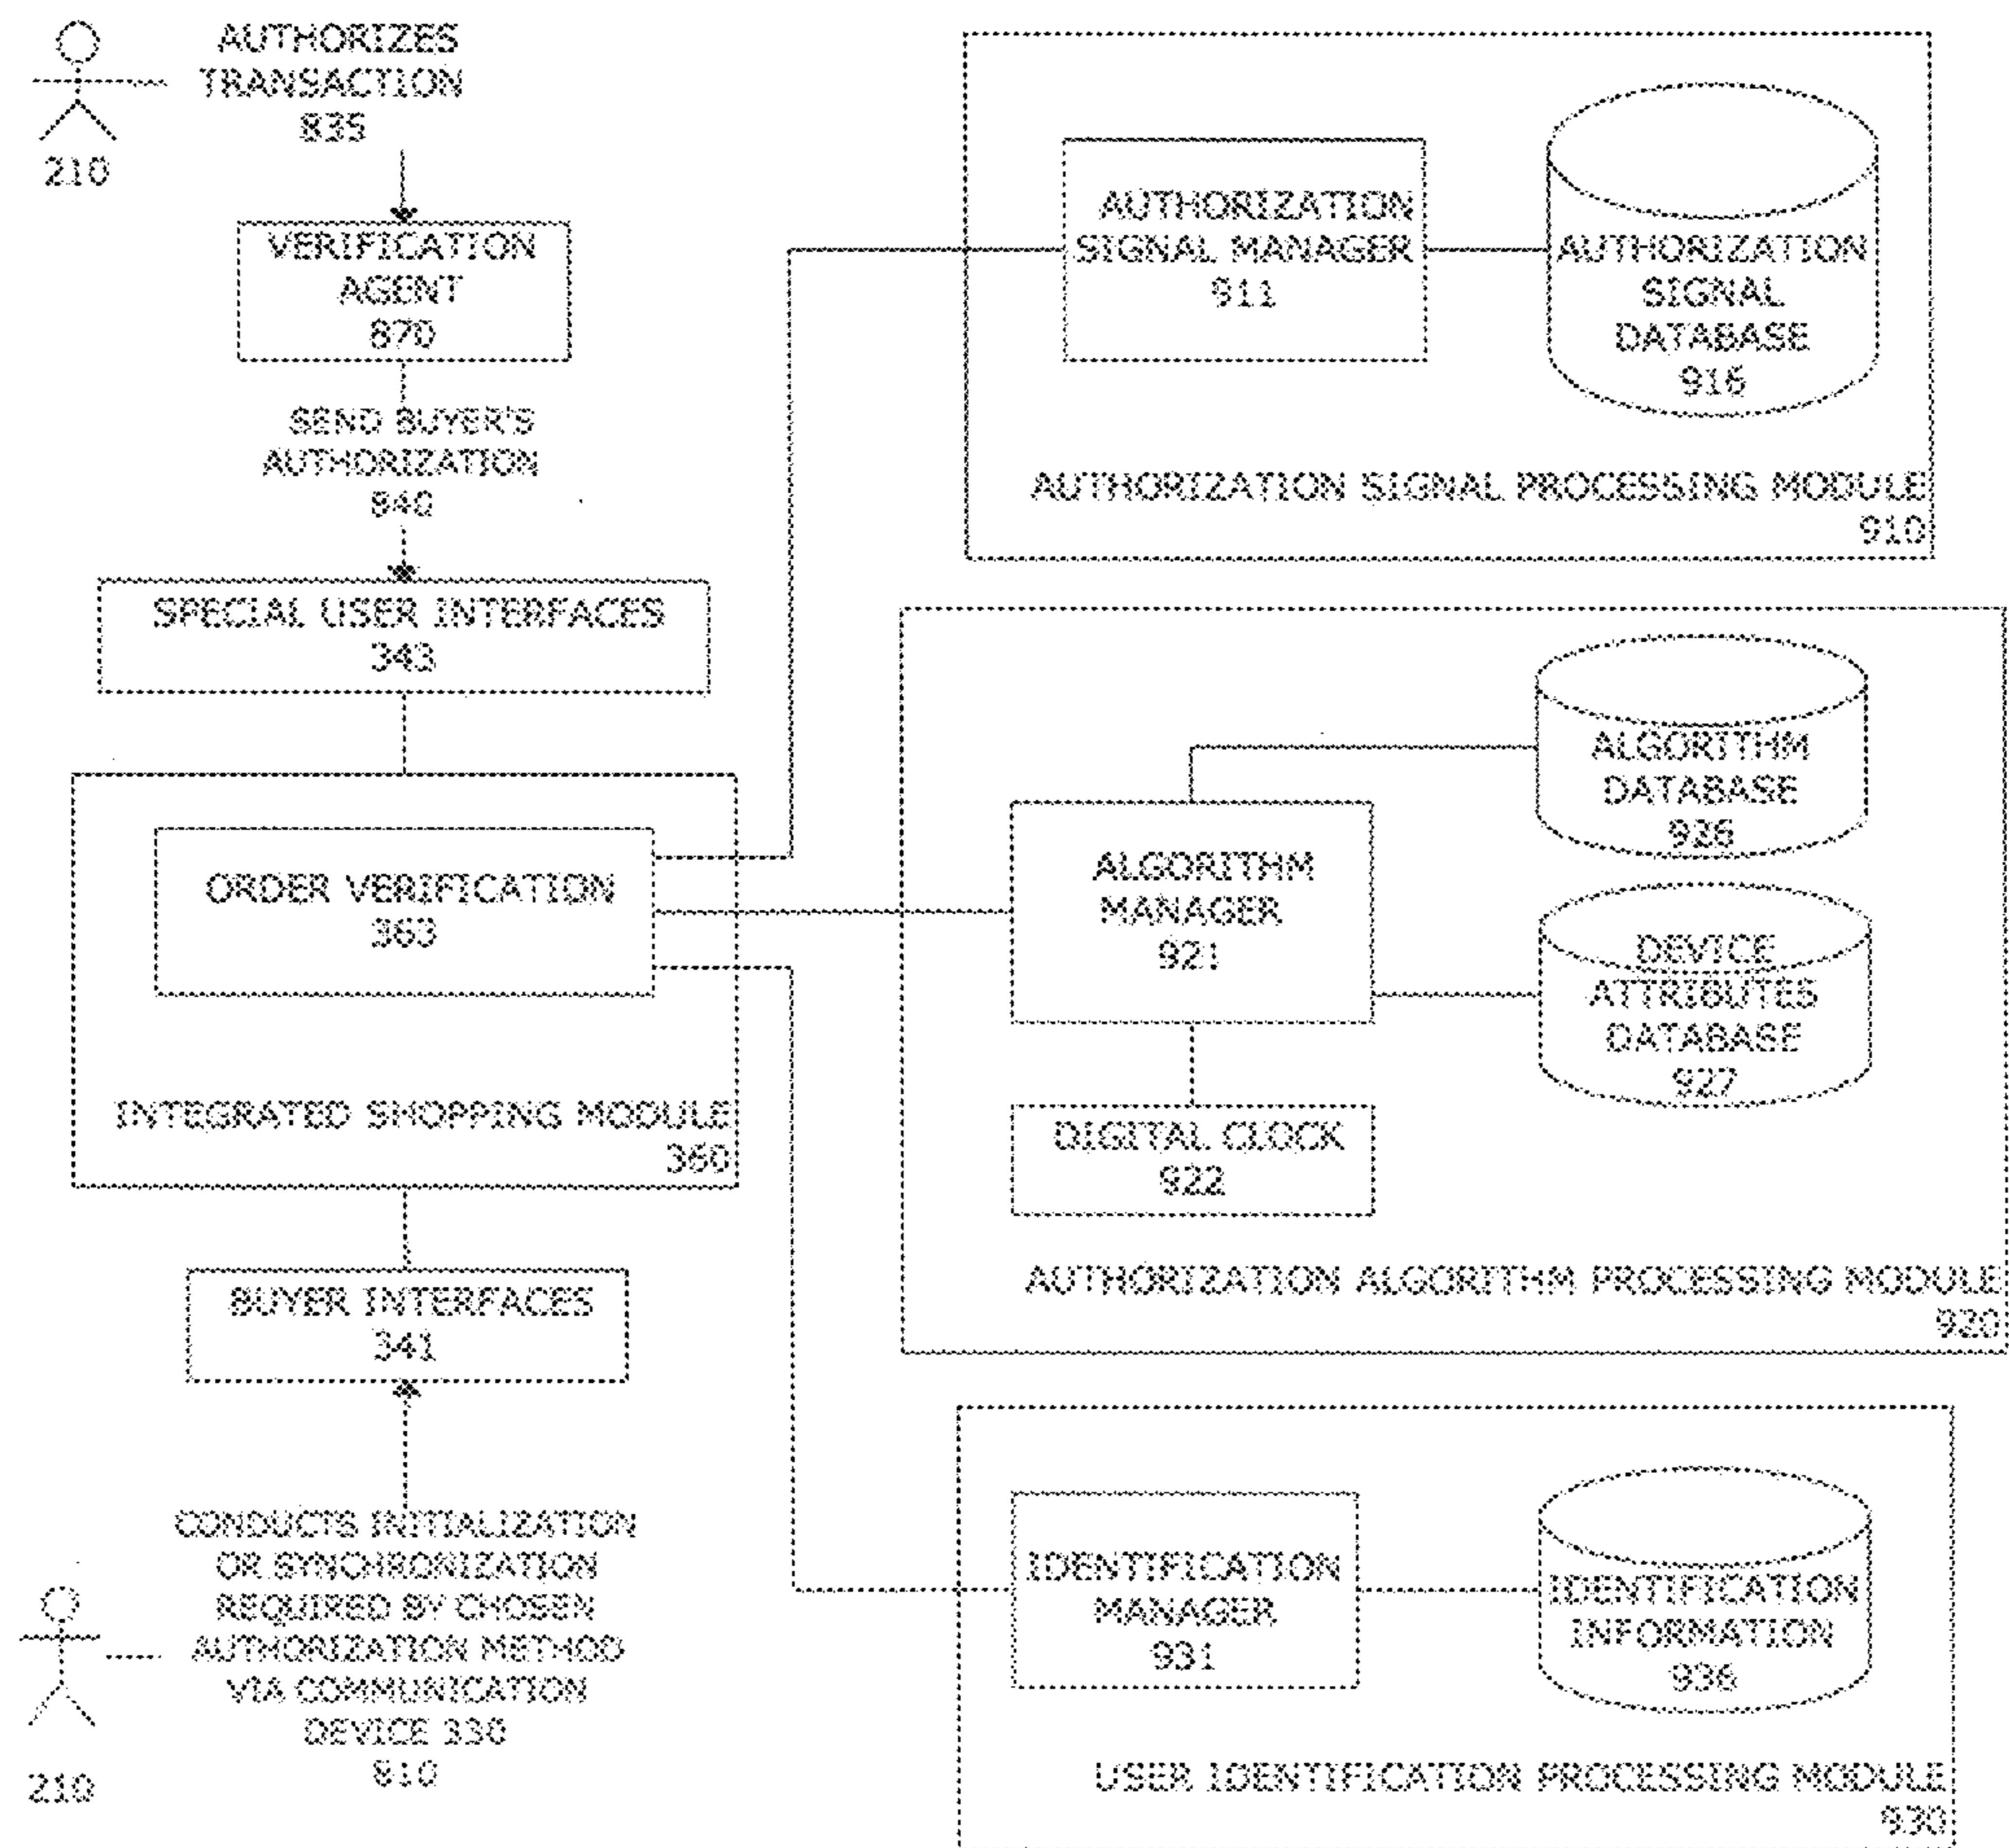 AUTHORIZES
TRANSACTION
835
210
VERIFICATION
AGENT
870
SEND BUYER'S
AUTHORIZATION
840
SPECIAL USER INTERFACES
343
ORDER VERIFICATION
363
INTEGRATED SHOPPING MODULE
360
BUYER INTERFACES
341
CONDUCTS INITIALIZATION
OR SYNCHRONIZATION
REQUIRED BY CHOSEN
AUTHORIZATION METHOD
VIA COMMUNICATION
DEVICE 330
810
210
AUTHORIZATION
SIGNAL MANAGER
911
AUTHORIZATION
SIGNAL
DATABASE
916
AUTHORIZATION SIGNAL PROCESSING MODULE
910
ALGORITHM
DATABASE
926
ALGORITHM
MANAGER
921
DEVICE
ATTRIBUTES
DATABASE
927
DIGITAL CLOCK
922
AUTHORIZATION ALGORITHM PROCESSING MODULE
920
IDENTIFICATION
MANAGER
931
IDENTIFICATION
INFORMATION
936
USER IDENTIFICATION PROCESSING MODULE
930